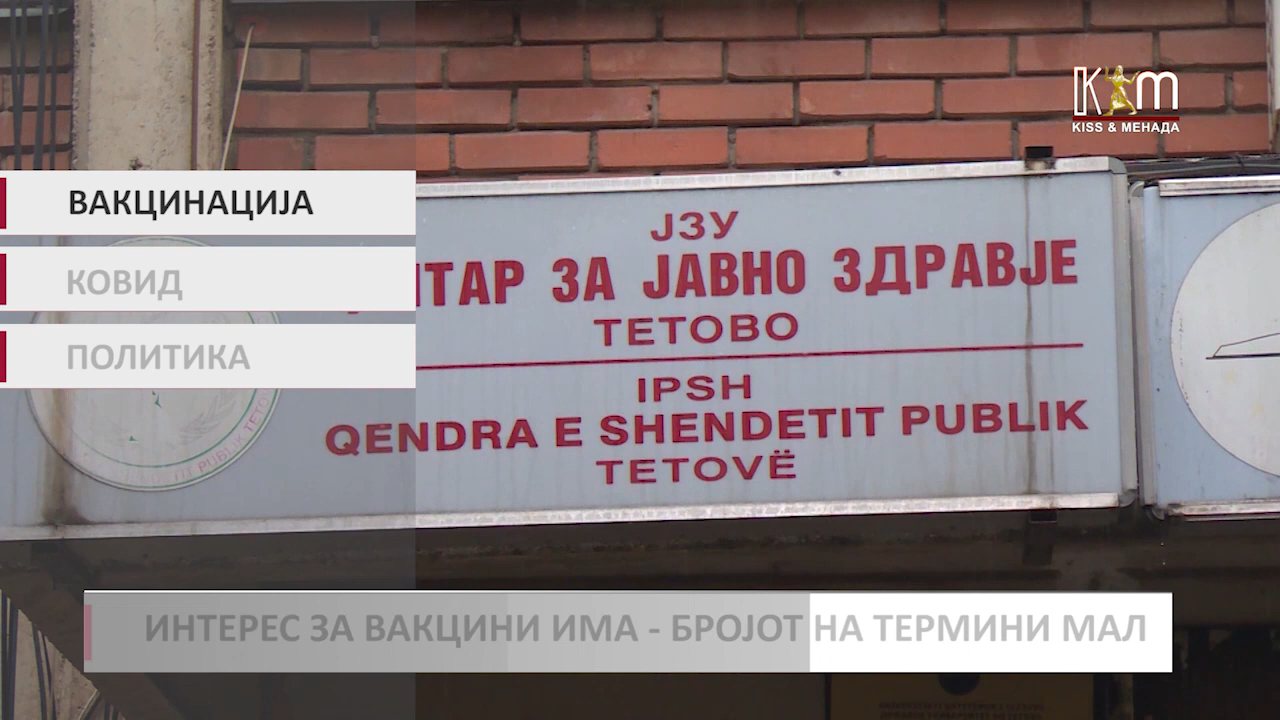 KISS & МЕНАДА
ВАКЦИНАЦИЈА
КОВИД
ПОЛИТИКА
ЈЗУ
ЗА ЈАВНО ЗДРАВЈЕ
ТЕТОВО
IPSH
QENDRA E SHENDETIT PUBLIK
TETOVË
PUBLIK
ИНТЕРЕС ЗА ВАКЦИНИ ИМА - БРОЈОТ НА ТЕРМИНИ МАЛ